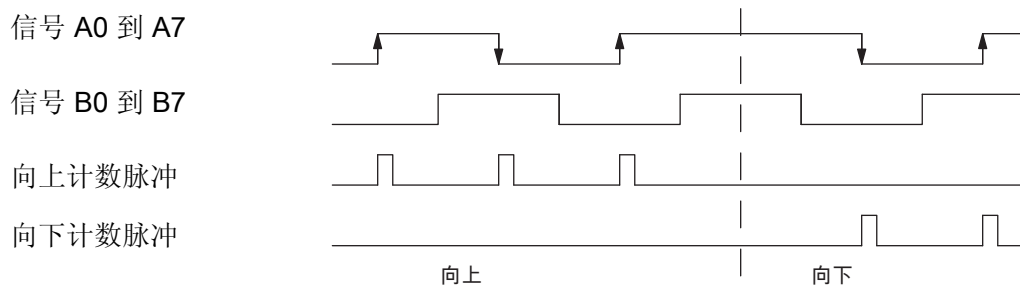 信号 A0 到 A7
信号 B0 到 B7
向上计数脉冲
向下计数脉冲
向上
向下